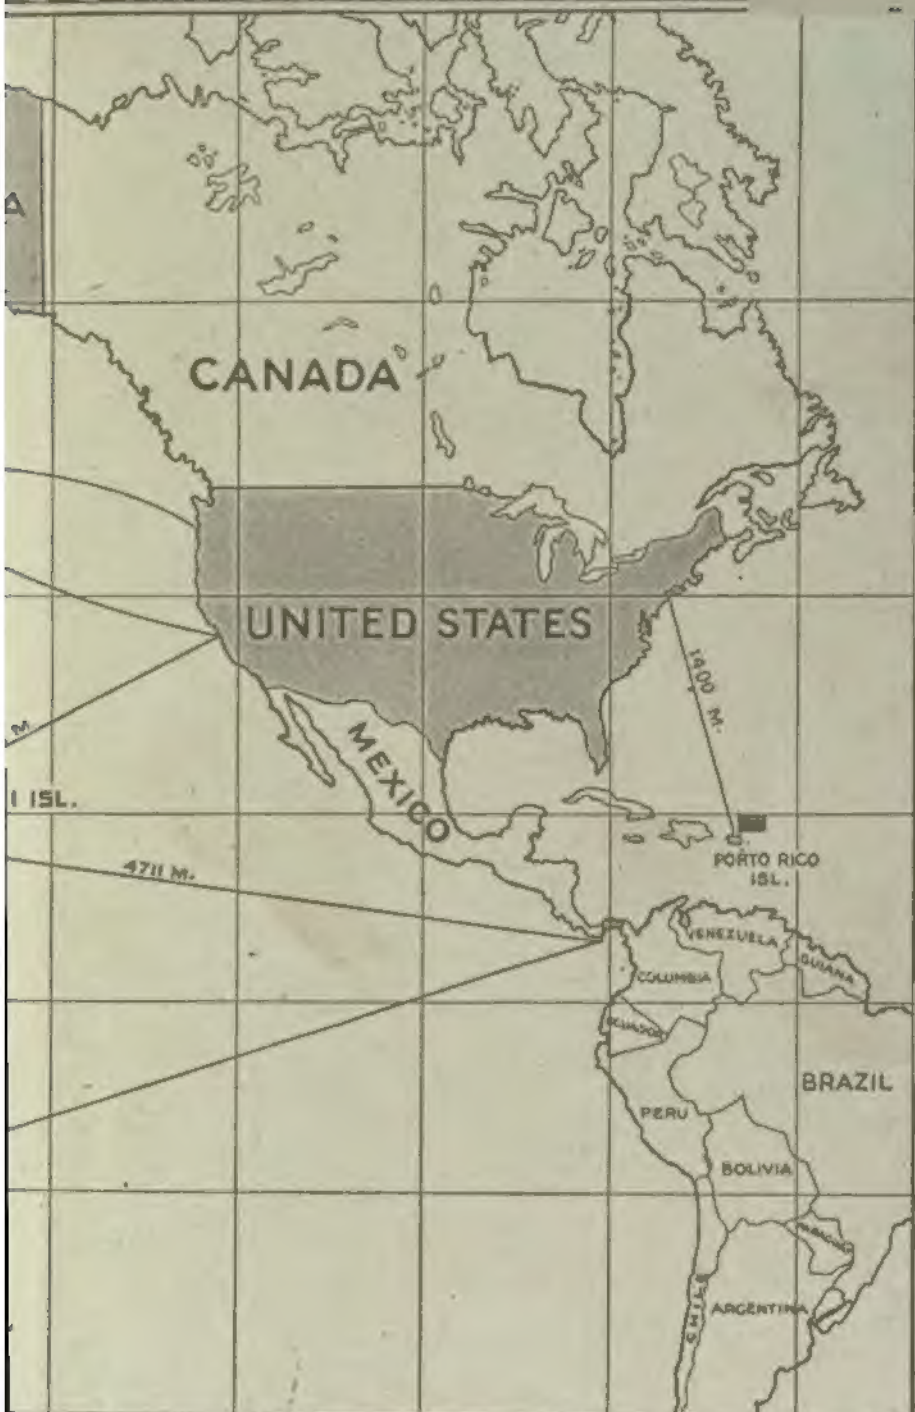 A
CANADA
UNITED STATES
1400 M.
M
MEXICO
I ISL.
PORTO RICO
ISL.
4711 M.
VENEZUELA
GUIANA
COLUMBIA
ECUADOR
BRAZIL
PERU
BOLIVIA
PARAGUAY
CHILE
ARGENTINA